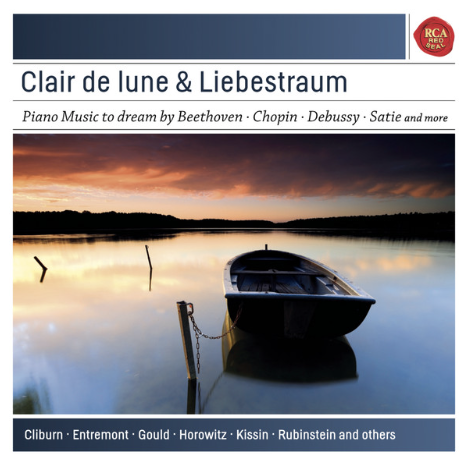 RCA
RED
SEAL
Clair de lune & Liebestraum
Piano Music to dream by Beethoven · Chopin · Debussy · Satie and more
Cliburn · Entremont · Gould · Horowitz · Kissin · Rubinstein and others